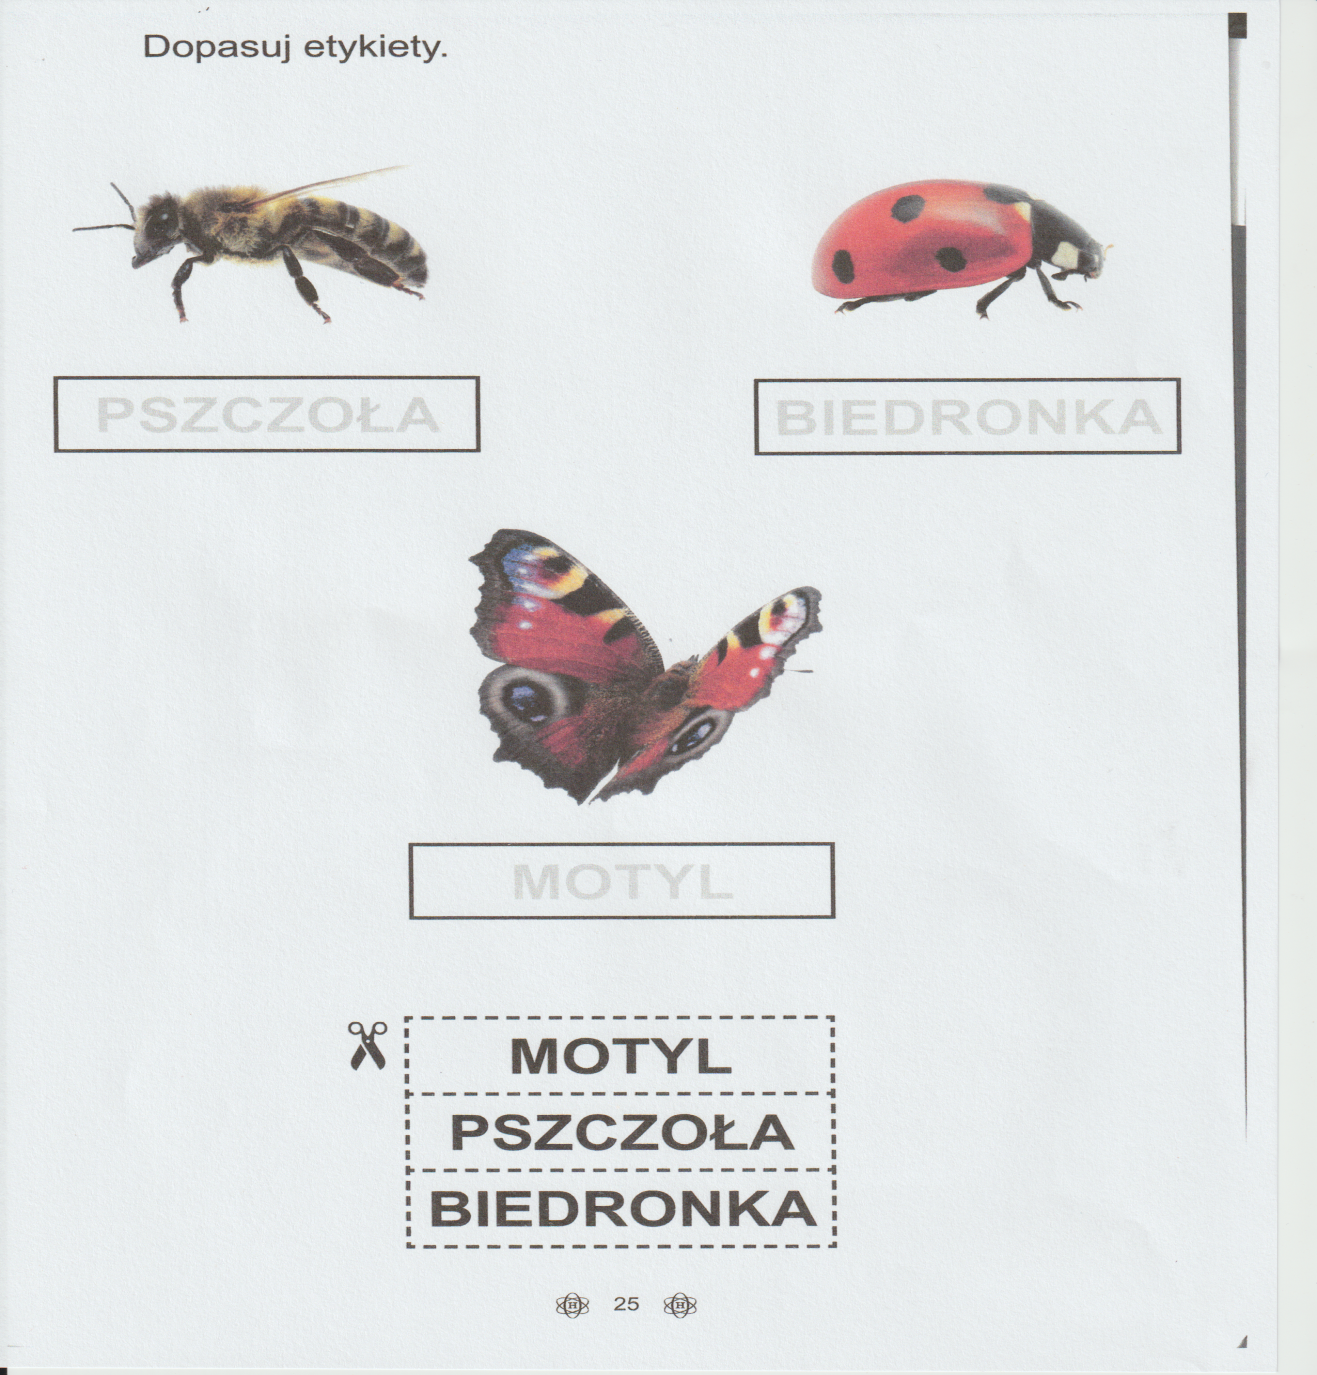 Dopasuj etykiety.
PSZCZOŁA
BIEDRONKA
MOTYL
MOTYL
PSZCZOŁA
BIEDRONKA
25